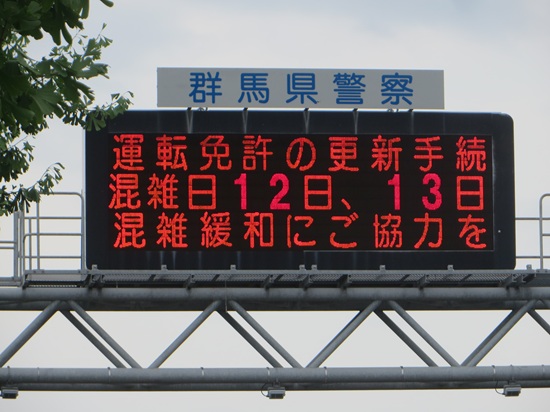 群馬県警察
運転免許の更新手続
混雑日12日、13日
混雑緩和にご協力を